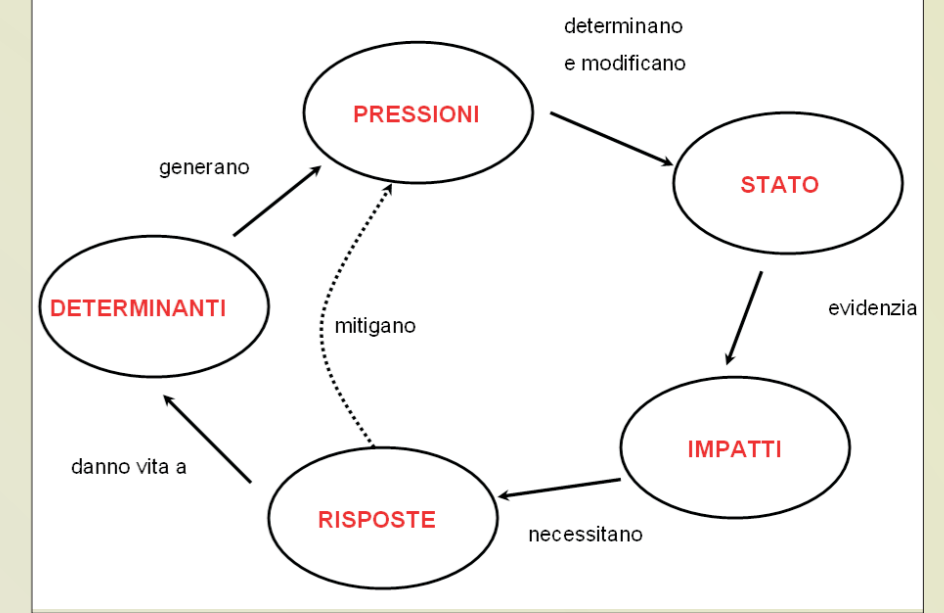 determinano
e modificano
PRESSIONI
generano
STATO
DETERMINANTI
evidenzia
mitigano
IMPATTI
danno vita a
RISPOSTE
necessitano